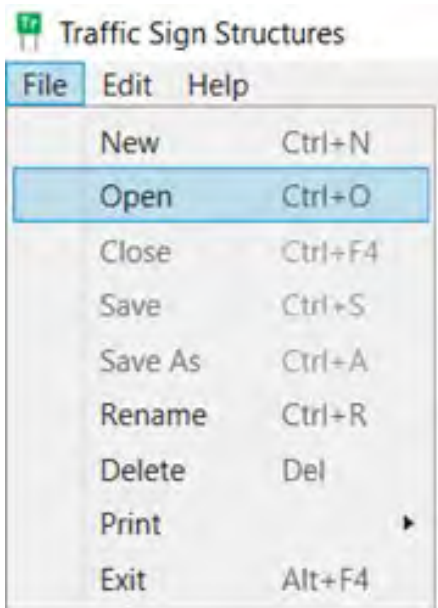 Tr Traffic Sign Structures
File Edit Help
New Ctrl+N
Open Ctrl+O
Close Ctrl+F4
Save Ctrl+S
Save As Ctrl+A
Rename Ctrl+R
Delete Del
Print
Exit Alt+F4